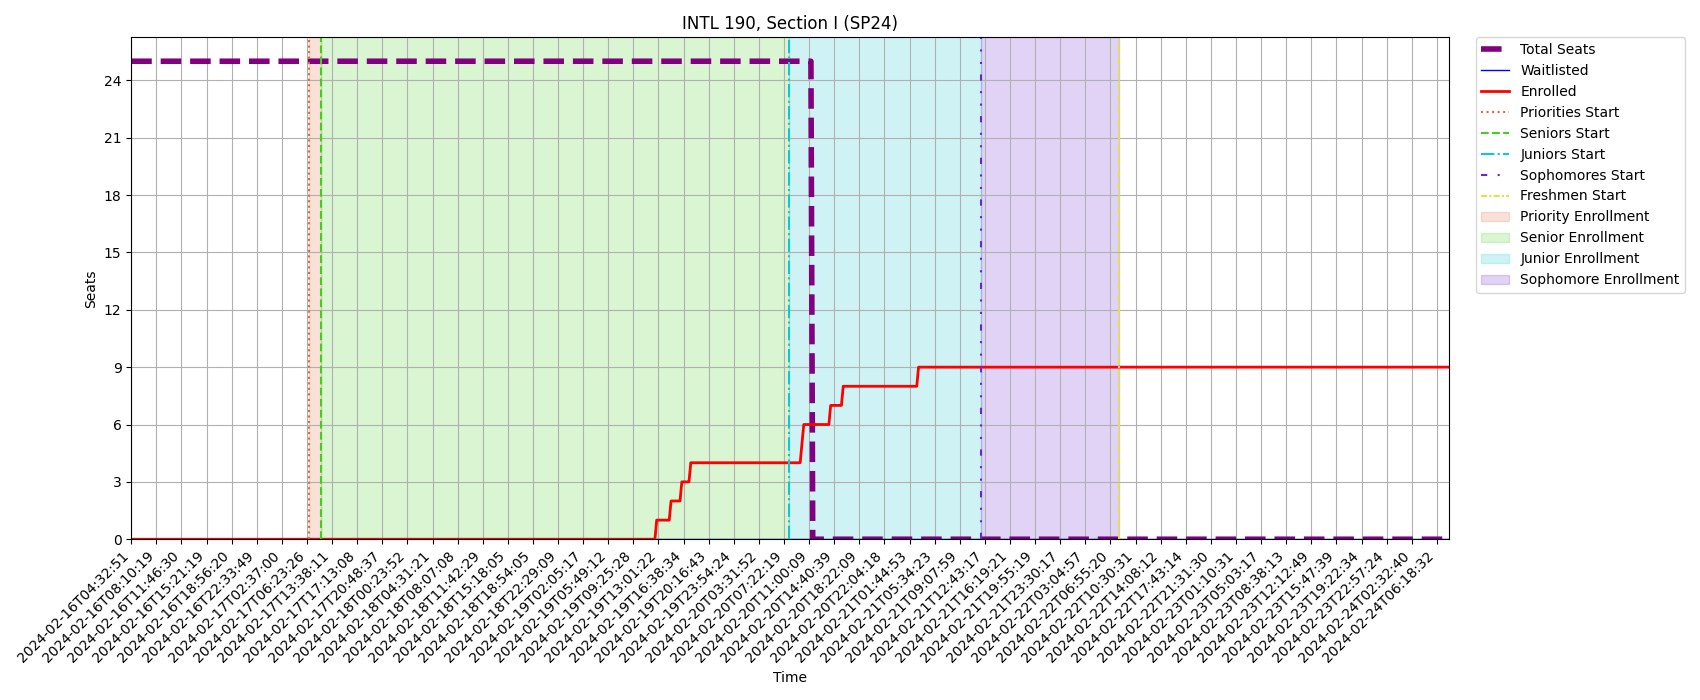 INTL 190, Section I (SP24)
Seats
24
21
18
15
12
9
6
3
0
2024-02-16T04:32:51
2024-02-16T08:10:19
2024-02-16T11:46:30
2024-02-16T15:21:19
2024-02-16T18:56:20
2024-02-16T22:33:49
2024-02-17T02:37:00
2024-02-17T06:23:26
2024-02-17T13:38:11
2024-02-17T17:13:08
2024-02-17T20:48:37
2024-02-18T00:23:52
2024-02-18T04:31:21
2024-02-18T08:07:08
2024-02-18T11:42:29
2024-02-18T15:18:05
2024-02-18T18:54:05
2024-02-18T22:29:09
2024-02-19T02:05:17
2024-02-19T05:49:12
2024-02-19T09:25:28
2024-02-19T13:01:22
2024-02-19T16:38:34
2024-02-19T20:16:43
2024-02-19T23:54:24
2024-02-20T03:31:52
2024-02-20T07:22:19
2024-02-20T11:00:09
2024-02-20T14:40:39
2024-02-20T18:22:09
2024-02-20T22:04:18
2024-02-21T01:44:53
2024-02-21T05:34:23
2024-02-21T09:07:59
2024-02-21T12:43:17
2024-02-21T16:19:21
2024-02-21T19:55:19
2024-02-21T23:30:17
2024-02-22T03:04:57
2024-02-22T06:55:20
2024-02-22T10:30:31
2024-02-22T14:08:12
2024-02-22T17:43:14
2024-02-22T21:31:30
2024-02-23T01:10:31
2024-02-23T05:03:17
2024-02-23T08:38:13
2024-02-23T12:12:49
2024-02-23T15:47:39
2024-02-23T19:22:34
2024-02-23T22:57:24
2024-02-24T02:32:40
2024-02-24T06:18:32
Time
Total Seats
Waitlisted
Enrolled
Priorities Start
Seniors Start
Juniors Start
Sophomores Start
Freshmen Start
Priority Enrollment
Senior Enrollment
Junior Enrollment
Sophomore Enrollment